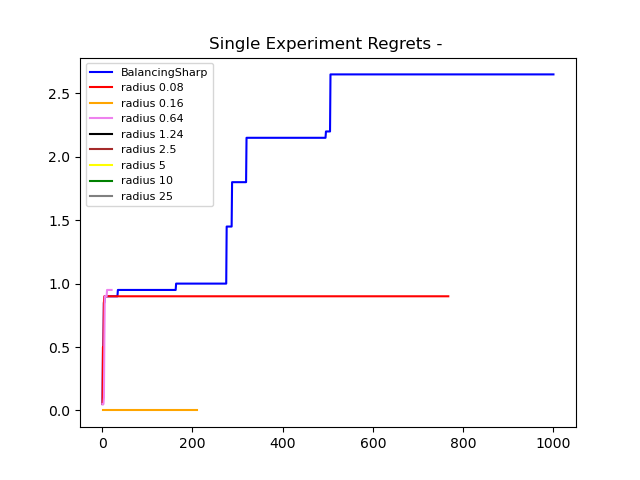 Single Experiment Regrets -
BalancingSharp
radius 0.08
radius 0.16
radius 0.64
radius 1.24
radius 2.5
radius 5
radius 10
radius 25
2.5
2.0
1.5
1.0
0.5
0.0
0 200 400 600 800 1000